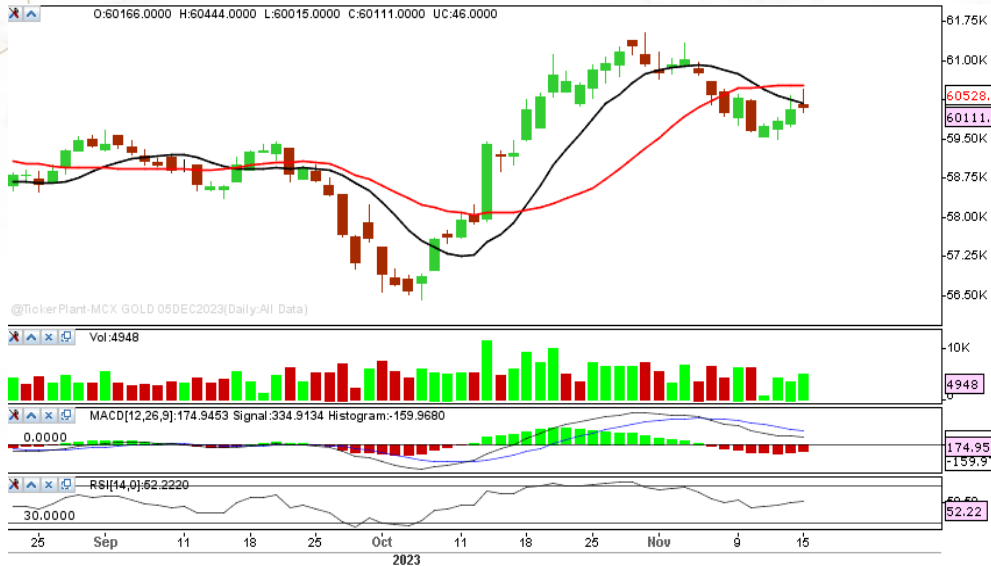 O:60166.0000 H:60444.0000 L:60015.0000 C:60111.0000 UC:46.0000
61.75K
61.00K
60528.
60111.
59.50K
58.75K
58.00K
57.25K
56.50K
@TickerPlant-MCX GOLD 05DEC2023(Daily:All Data)
Vol:4948
10K
4948
0
MACD[12,26,9]:174.9453 Signal:334.9134 Histogram:-159.9680
0.0000
174.95
-159.9
RSI[14,0]:52.2220
52.22
30.0000
25 Sep 11 18 25 Oct 11 18 25 Nov 9 15
2023